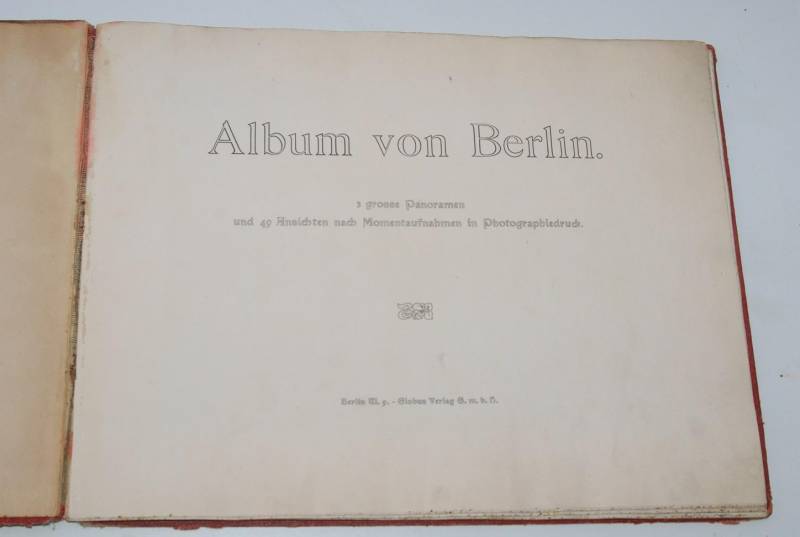 Album von Berlin.
3 grosse Panoramen
und 49 Ansichten nach Momentaufnahmen in Photographiedruck.
Berlin W. 9. - Globus Verlag G. m. b. H.